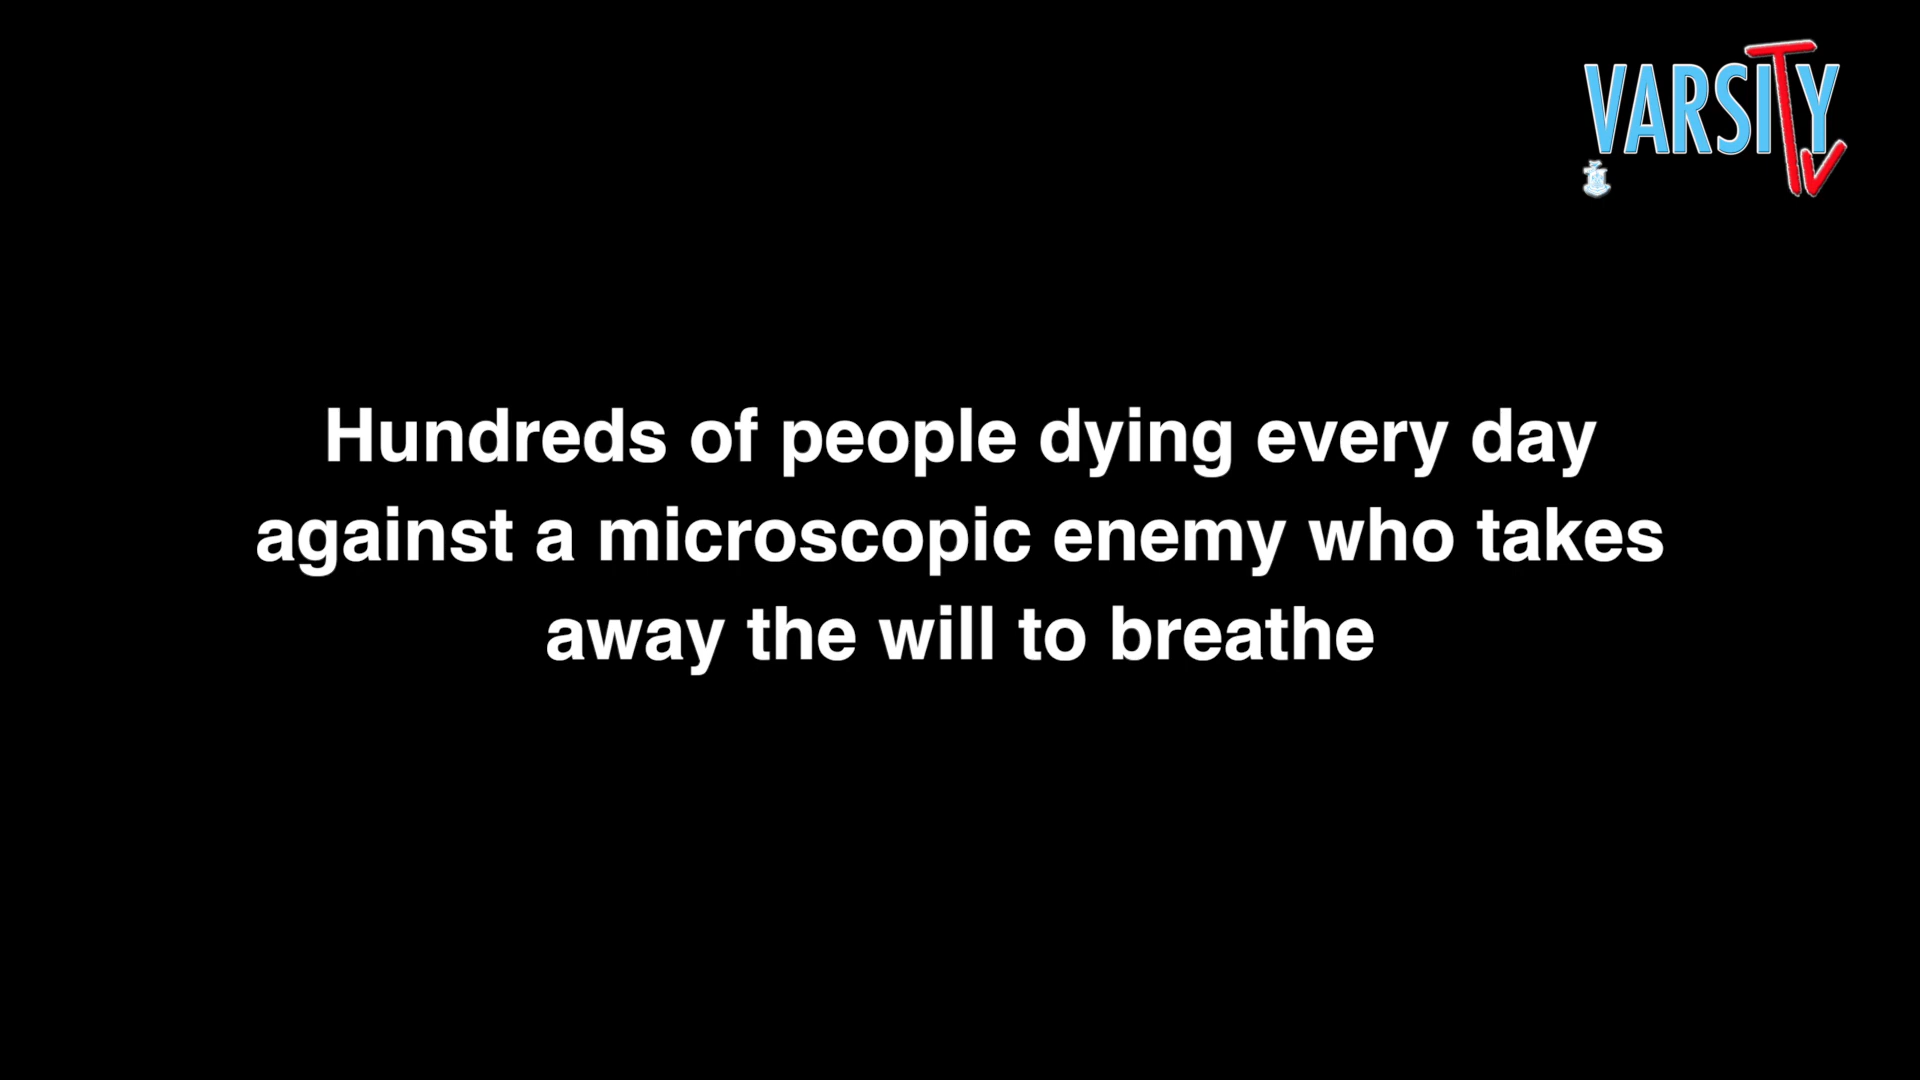 VARSITY
TV
Hundreds of people dying every day
against a microscopic enemy who takes
away the will to breathe